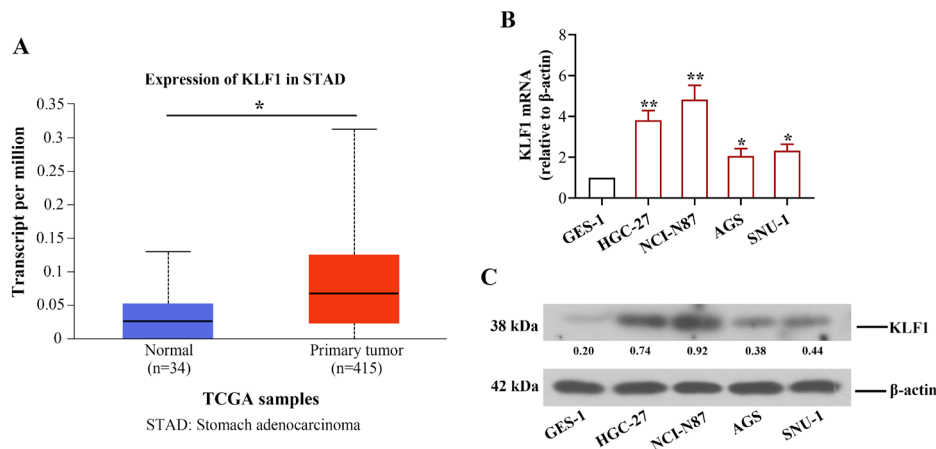 A
Expression of KLF1 in STAD
*
Transcript per million
0.35
0.3
0.25
0.2
0.15
0.1
0.05
0
Normal
(n=34)
Primary tumor
(n=415)
TCGA samples
STAD: Stomach adenocarcinoma
B
KLF1 mRNA
(relative to β-actin)
8
6
4
2
0
**
**
*
*
GES-1
HGC-27
NCI-N87
AGS
SNU-1
C
38 kDa
KLF1
0.20 0.74 0.92 0.38 0.44
42 kDa
β-actin
GES-1
HGC-27
NCI-N87
AGS
SNU-1